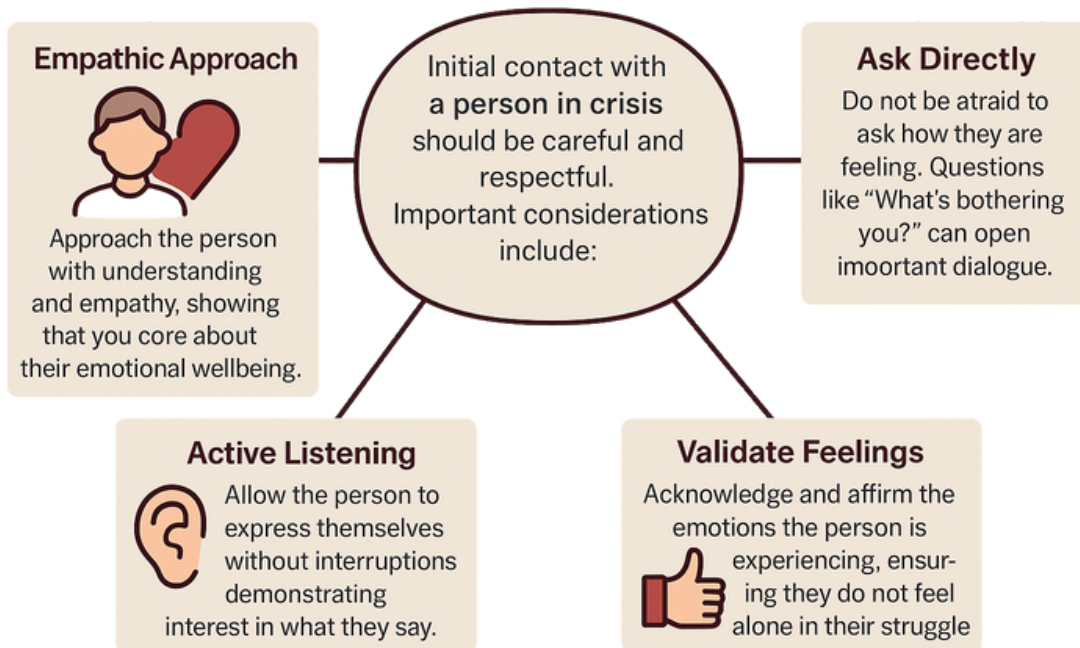 Empathic Approach
Approach the person
with understanding
and empathy, showing
that you core about
their emotional wellbeing.
Initial contact with
a person in crisis
should be careful and
respectful.
Important considerations
include:
Ask Directly
Do not be atraid to
ask how they are
feeling. Questions
like “What's bothering
you?” can open
imoortant dialogue.
Active Listening
Allow the person to
express themselves
without interruptions
demonstrating
interest in what they say.
Validate Feelings
Acknowledge and affirm the
emotions the person is
experiencing, ensur-
ing they do not feel
alone in their struggle